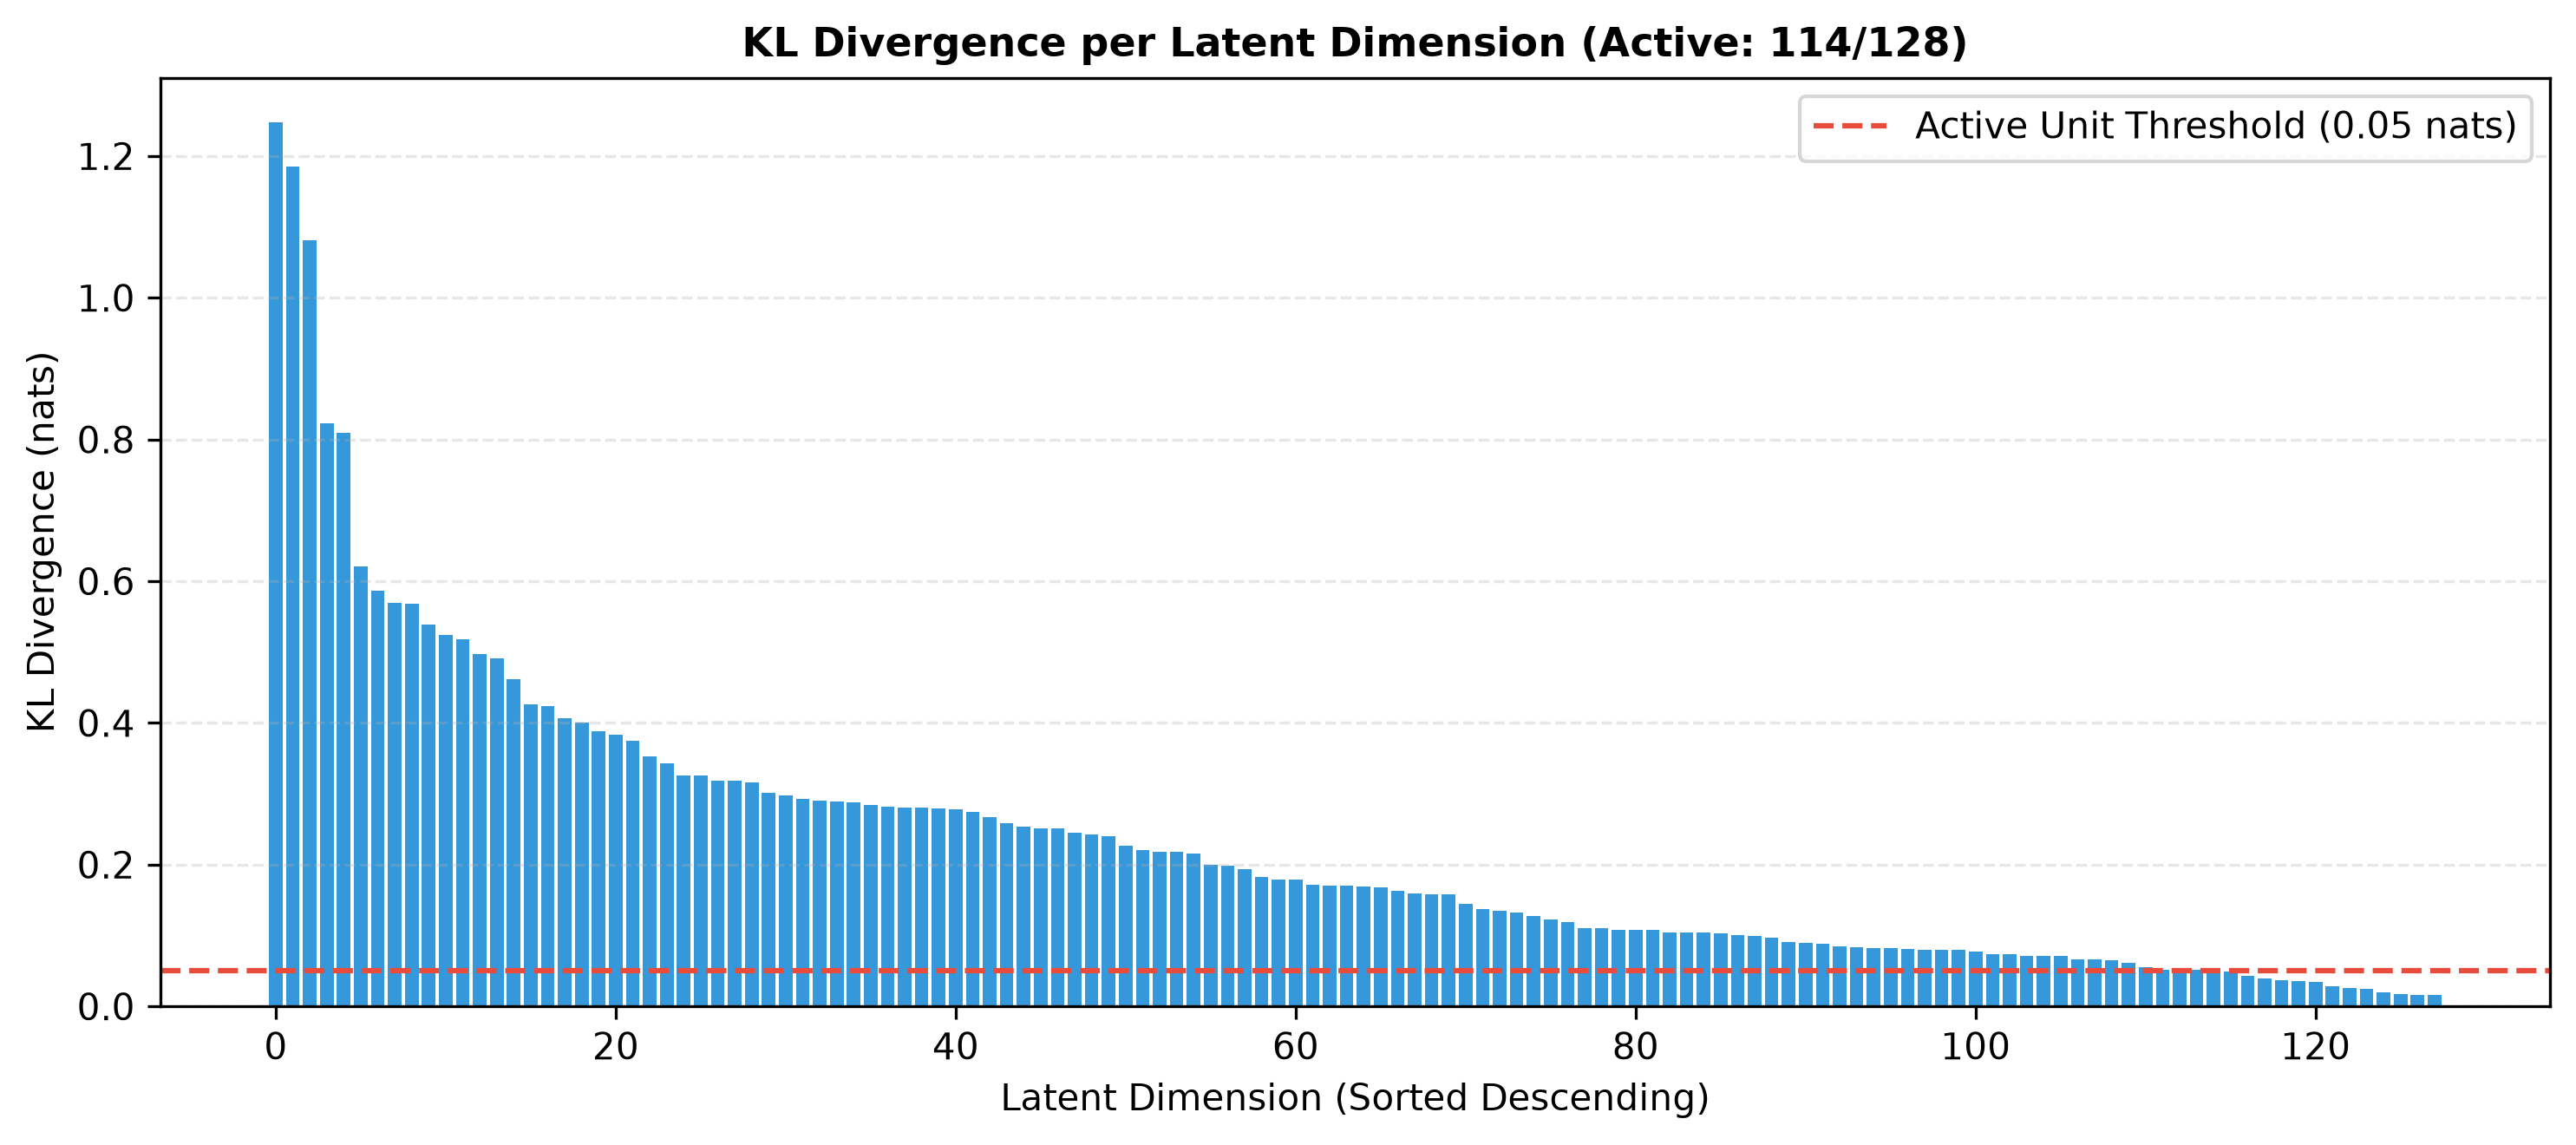 KL Divergence per Latent Dimension (Active: 114/128)
Active Unit Threshold (0.05 nats)
KL Divergence (nats)
1.2
1.0
0.8
0.6
0.4
0.2
0.0
0 20 40 60 80 100 120
Latent Dimension (Sorted Descending)